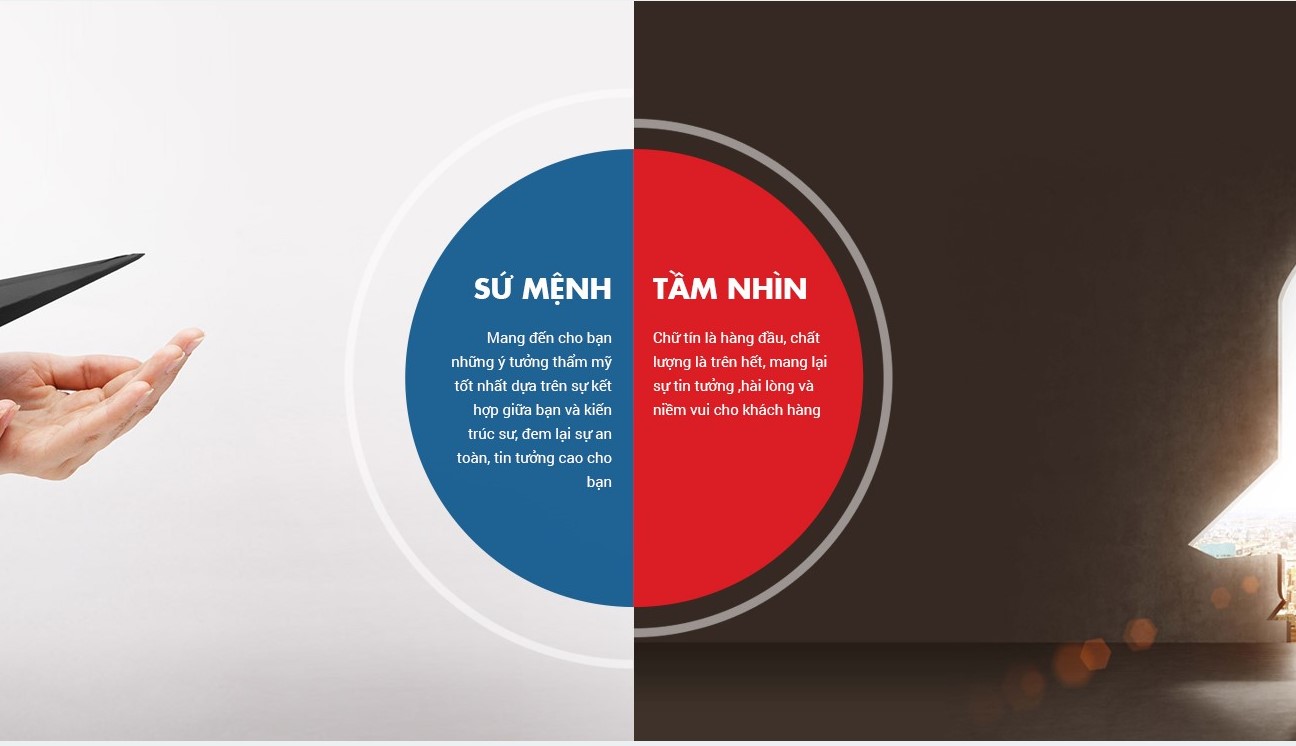 SỨ MỆNH
Mang đến cho bạn
những ý tưởng thẩm mỹ
tốt nhất dựa trên sự kết
hợp giữa bạn và kiến
trúc sư, đem lại sự an
toàn, tin tưởng cao cho
bạn
TẦM NHÌN
Chữ tín là hàng đầu, chất
lượng là trên hết, mang lại
sự tin tưởng ,hài lòng và
niềm vui cho khách hàng